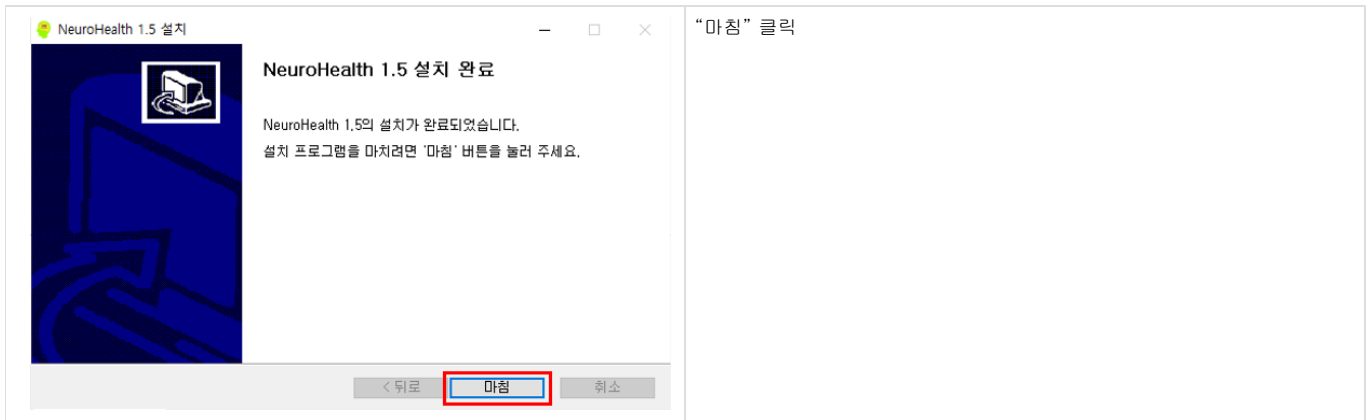 NeuroHealth 1.5 설치
NeuroHealth 1.5 설치 완료
NeuroHealth 1.5의 설치가 완료되었습니다.
설치 프로그램을 마치려면 '마침' 버튼을 눌러 주세요.
< 뒤로 마침 취소
“마침” 클릭